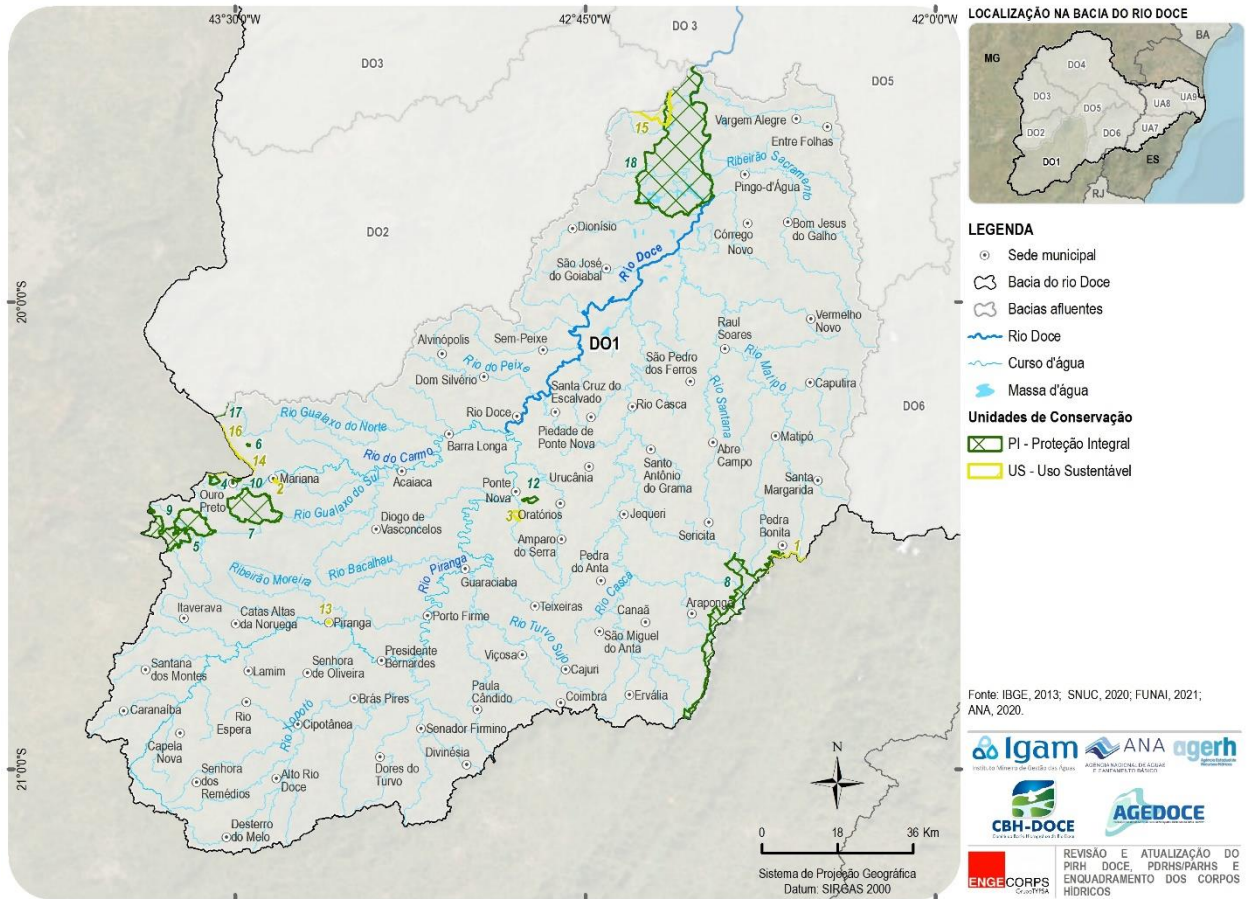 43°30'0"W
42°45'0"W
42°0'0"W
20°0'0"S
21°0'0"S
DO 3
DO3
DO5
DO2
DO1
DO6
15
18
Vargem Alegre
Entre Folhas
Ribeirão Sacramento
Pingo-d'Água
Dionísio
Córrego
Novo
Bom Jesus
do Galho
São José
do Goiabal
Rio Doce
Vermelho
Novo
Raul
Soares
Alvinópolis
Sem-Peixe
Rio do Peixe
Dom Silvério
São Pedro
dos Ferros
Rio Matipó
Caputira
Santa Cruz do
Escalvado
Rio Santana
17
16
6
14
Rio Gualaxo do Norte
Rio Doce
Rio Casca
Piedade de
Ponte Nova
Barra Longa
Rio do Carmo
Abre
Campo
Matipó
4
10
Mariana
2
Ouro
Preto
Acaiaca
Urucânia
Santo
Antônio
do Grama
Santa
Margarida
12
Ponte
Nova
9
7
5
Rio Gualaxo do Sul
3
Oratórios
Jequeri
Diogo de
Vasconcelos
Amparo
do Serra
Sericita
Pedra
Bonita
1
Rio Bacalhau
Rio Piranga
Ribeirão Moreira
Guaraciaba
Pedra
do Anta
Rio Casca
8
Itaverava
Catas Altas
da Noruega
13
Piranga
Porto Firme
Teixeiras
Canaã
Araponga
Rio Turvo Sujo
São Miguel
do Anta
Santana
dos Montes
Lamim
Senhora
de Oliveira
Presidente
Bernardes
Viçosa
Cajuri
Paula
Cândido
Coimbra
Ervália
Caranaíba
Rio
Espera
Brás Pires
Rio Xopotó
Cipotânea
Senador Firmino
Capela
Nova
Divinésia
Senhora
dos
Remédios
Alto Rio
Doce
Dores do
Turvo
Desterro
do Melo
N
0 18 36 Km
Sistema de Projeção Geográfica
Datum: SIRGAS 2000
LOCALIZAÇÃO NA BACIA DO RIO DOCE
MG
BA
DO4
DO3
DO5
UA8
UA9
DO2
DO6
UA7
DO1
ES
RJ
LEGENDA
Sede municipal
Bacia do rio Doce
Bacias afluentes
Rio Doce
Curso d'água
Massa d'água
Unidades de Conservação
PI - Proteção Integral
US - Uso Sustentável
Fonte: IBGE, 2013; SNUC, 2020; FUNAI, 2021;
ANA, 2020.
Igam
Instituto Mineiro de Gestão das Águas
ANA
AGÊNCIA NACIONAL DE ÁGUAS
E SANEAMENTO BÁSICO
agerh
CBH-DOCE
AGEDOCE
ENGECORPS
GrupoTYPSA
REVISÃO E ATUALIZAÇÃO DO
PIRH DOCE, PDRHS/PARHS E
ENQUADRAMENTO DOS CORPOS
HÍDRICOS